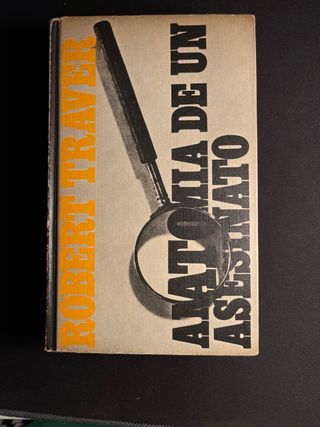 ROBERT TRAVER
ANATOMIA DE UN
ASESINATO